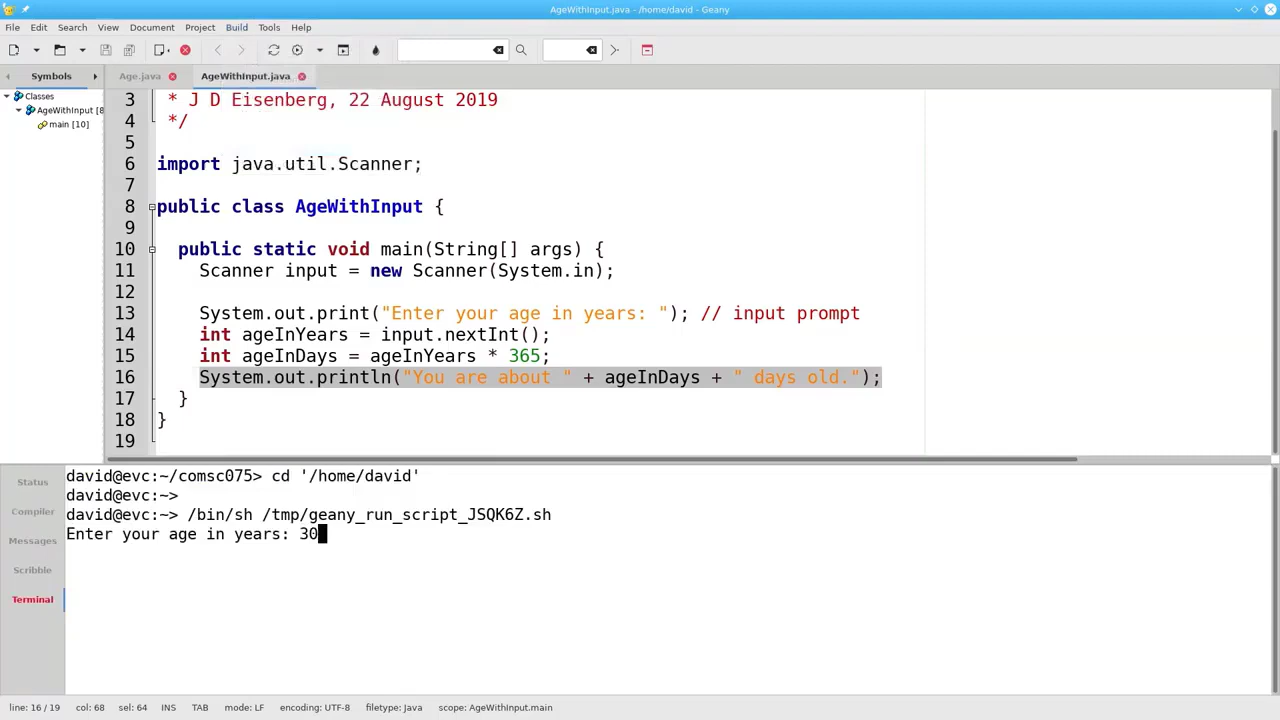 AgeWithInput.java - /home/david - Geany
File Edit Search View Document Project Build Tools Help
Symbols Age.java AgeWithInput.java
Classes
AgeWithInput [8
main [10]
3 * J D Eisenberg, 22 August 2019
4 */
5
6 import java.util.Scanner;
7
8 public class AgeWithInput {
9
10 public static void main(String[] args) {
11 Scanner input = new Scanner(System.in);
12
13 System.out.print("Enter your age in years: "); // input prompt
14 int ageInYears = input.nextInt();
15 int ageInDays = ageInYears * 365;
16 System.out.println("You are about " + ageInDays + " days old.");
17 }
18 }
19
Status
Compiler
Messages
Scribble
Terminal
david@evc:~/comsc075> cd '/home/david'
david@evc:~>
david@evc:~> /bin/sh /tmp/geany_run_script_JSQK6Z.sh
Enter your age in years: 30
line: 16 / 19 col: 68 sel: 64 INS TAB mode: LF encoding: UTF-8 filetype: Java scope: AgeWithInput.main